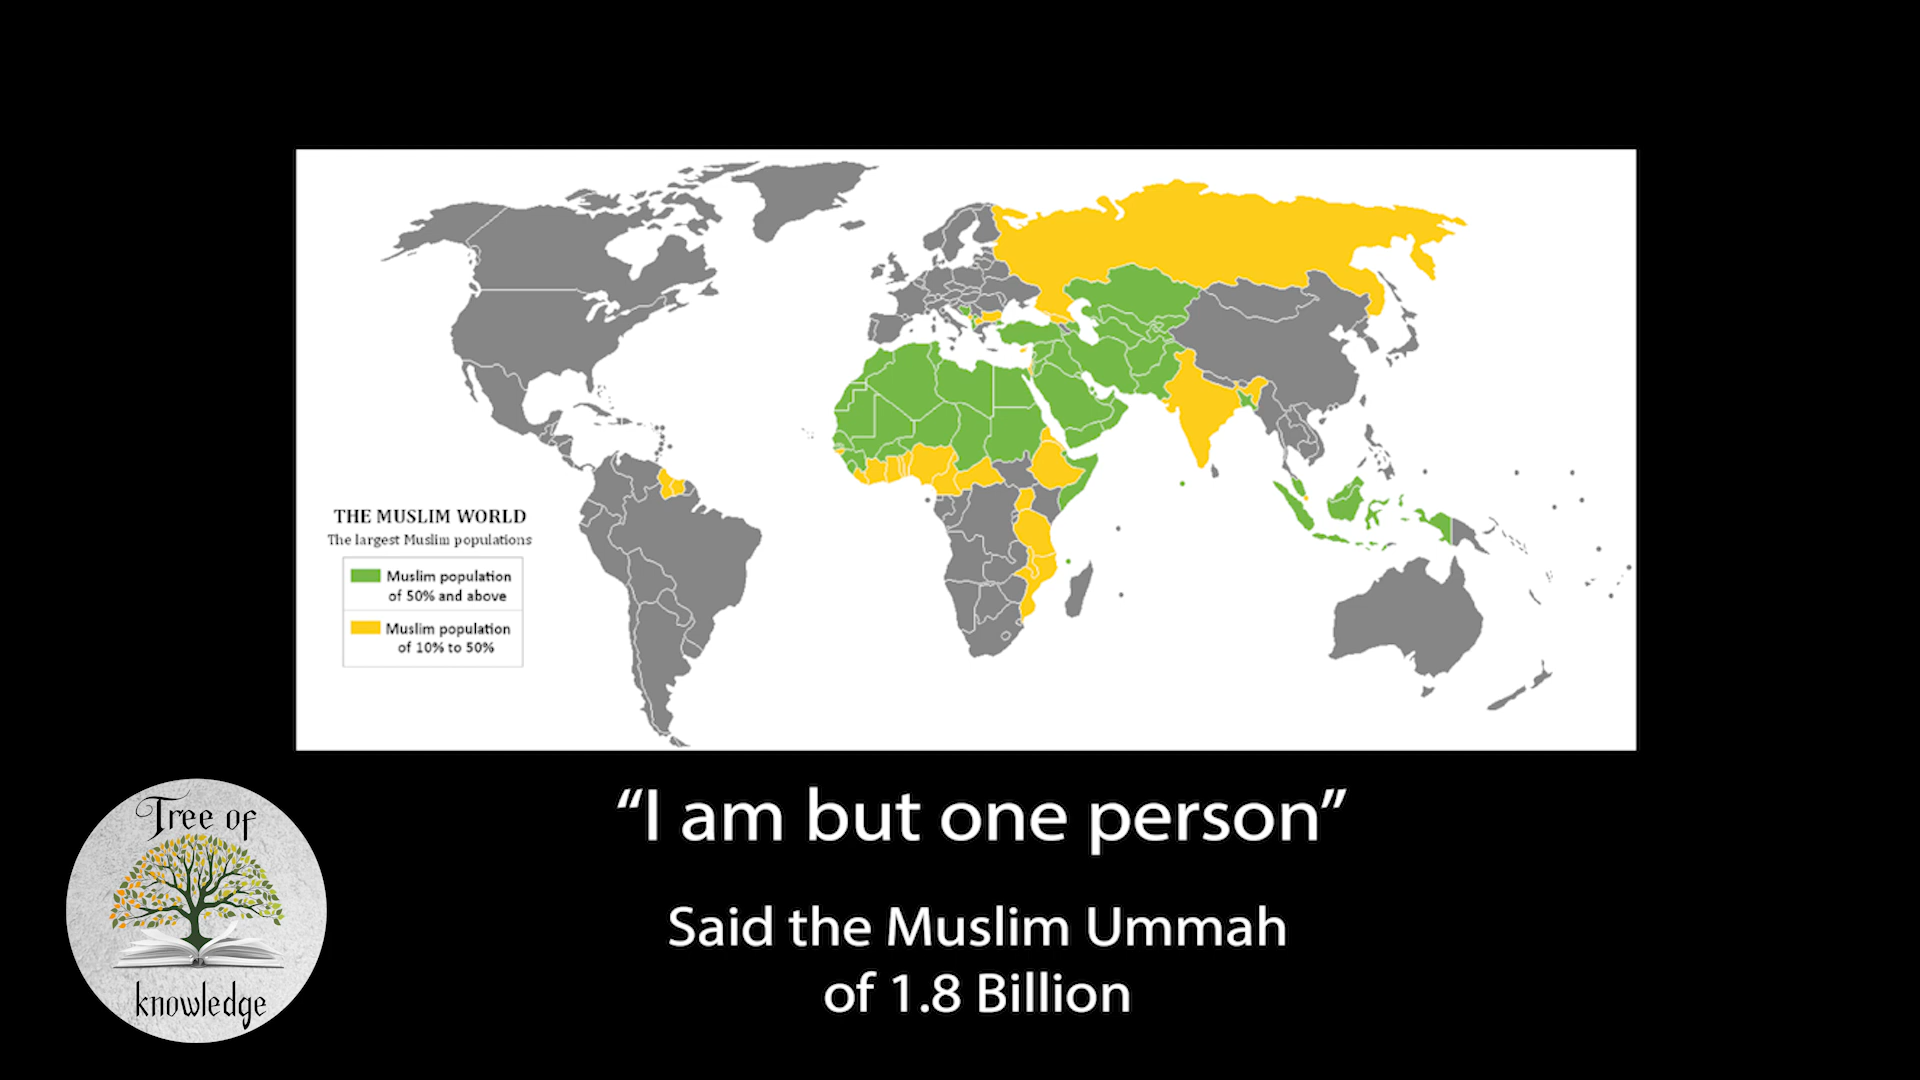 THE MUSLIM WORLD
The largest Muslim populations
Muslim population
of 50% and above
Muslim population
of 10% to 50%
“I am but one person”
Said the Muslim Ummah
of 1.8 Billion
Tree of
knowledge